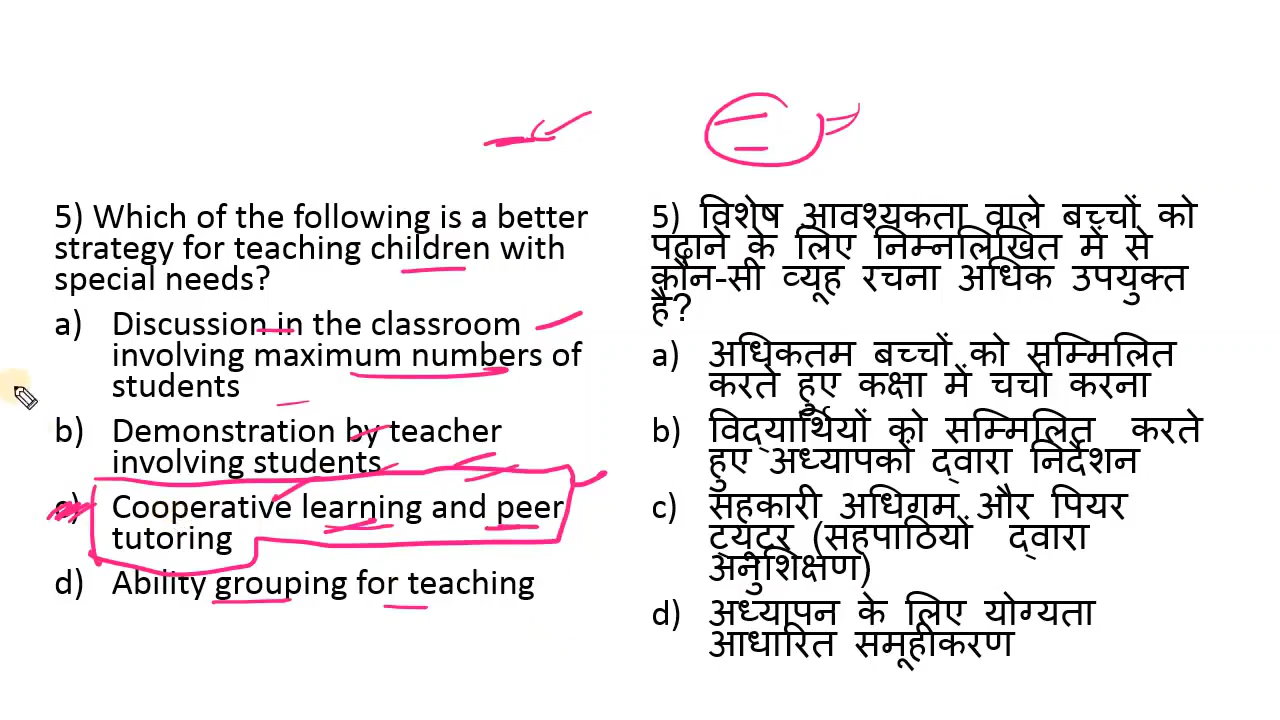 5) Which of the following is a better
strategy for teaching children with
special needs?
a) Discussion in the classroom
involving maximum numbers of
students
b) Demonstration by teacher
involving students
c) Cooperative learning and peer
tutoring
d) Ability grouping for teaching
5) विशेष आवश्यकता वाले बच्चों को
पढ़ाने के लिए निम्नलिखित में से
कौन-सी व्यूह रचना अधिक उपयुक्त
है?
a) अधिकतम बच्चों को सम्मिलित
करते हुए कक्षा में चर्चा करना
b) विद्यार्थियों को सम्मिलित करते
हुए अध्यापकों द्वारा निर्देशन
c) सहकारी अधिगम और पियर
ट्यूटर (सहपाठियों द्वारा
अनुशिक्षण)
d) अध्यापन के लिए योग्यता
आधारित समूहीकरण